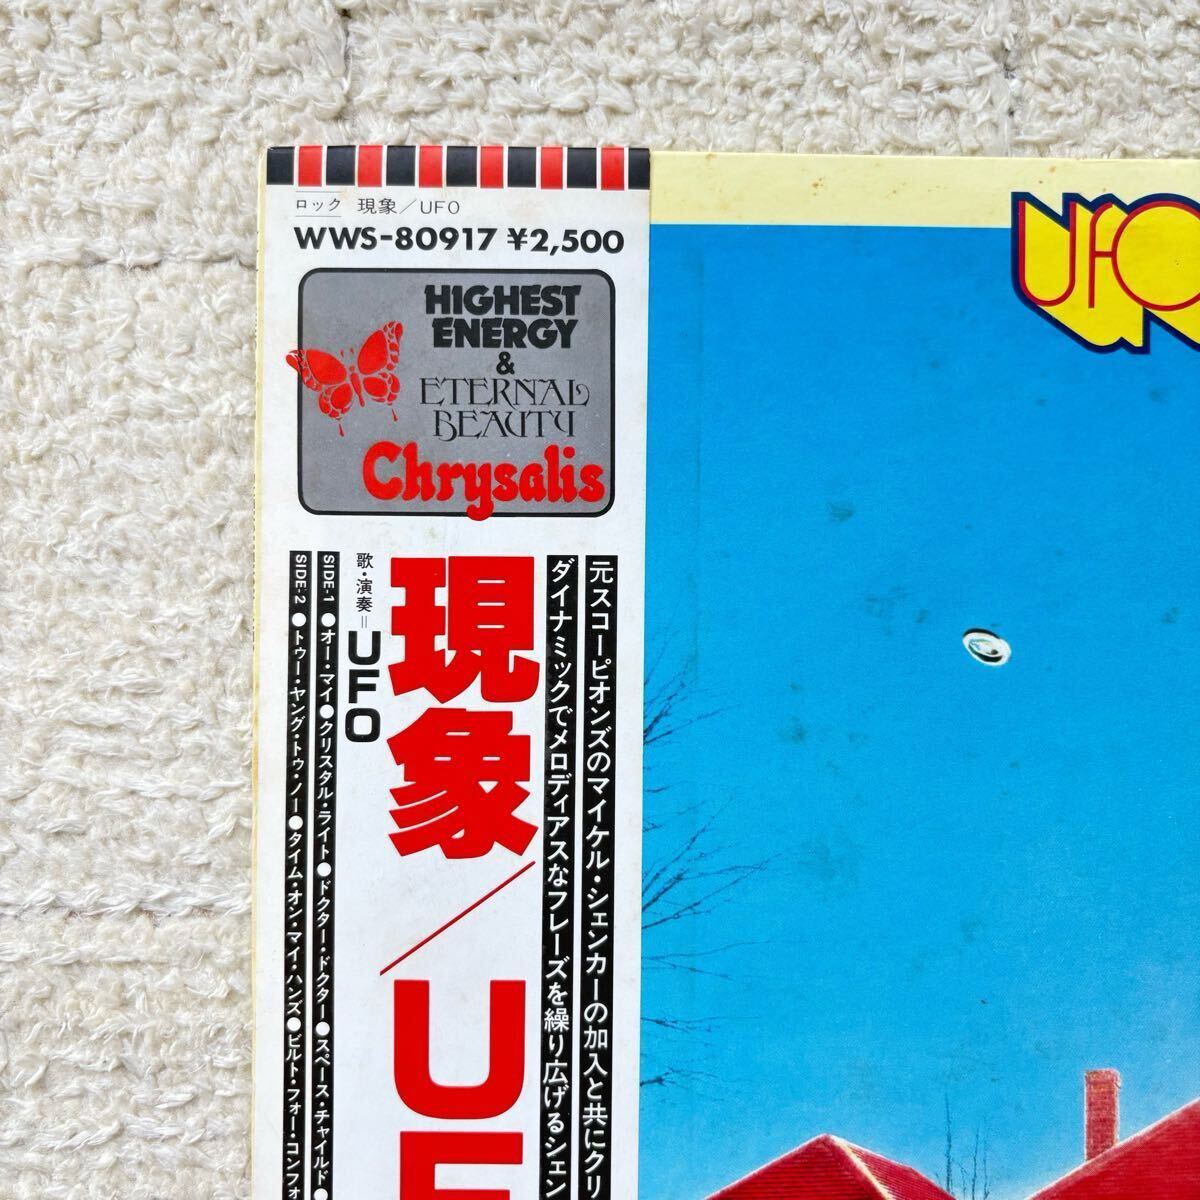 ロック 現象／UFO
WWS-80917 ¥2,500
HIGHEST
ENERGY
&
ETERNAL
BEAUTY
Chrysalis
UFO
元スコーピオンズのマイケル・シェンカーの加入と共にクリ
ダイナミックでメロディアスなフレーズを繰り広げるシェン
現象／UF
歌・演奏＝UFO
SIDE-1 ●オー・マイ●クリスタル・ライト●ドクター・ドクター●スペース・チャイルド●
SIDE-2 ●トゥー・ヤング・トゥ・ノー●タイム・オン・マイ・ハンズ●ビルト・フォー・コンフォ